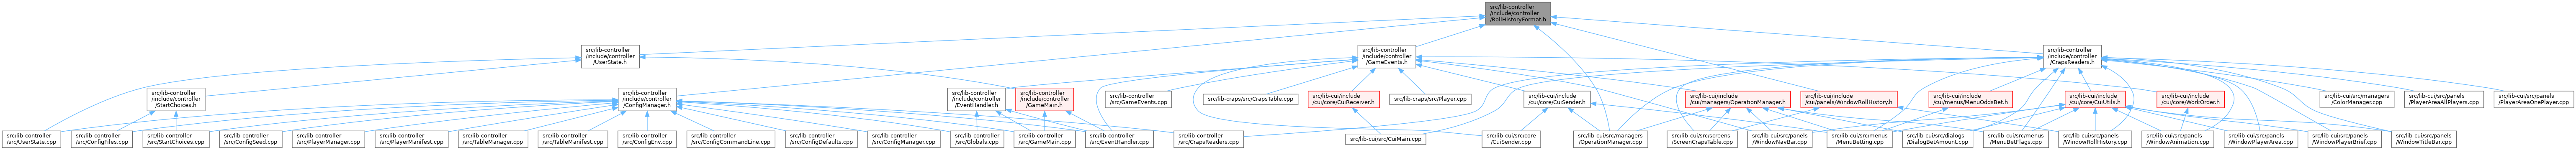 src/lib-controller
/include/controller
/RollHistoryFormat.h
src/lib-controller
/include/controller
/UserState.h
src/lib-controller
/include/controller
/GameEvents.h
src/lib-controller
/include/controller
/CrapsReaders.h
src/lib-controller
/include/controller
/StartChoices.h
src/lib-controller
/include/controller
/ConfigManager.h
src/lib-controller
/include/controller
/EventHandler.h
src/lib-controller
/include/controller
/GameMain.h
src/lib-controller
/src/GameEvents.cpp
src/lib-craps/src/CrapsTable.cpp
src/lib-cui/include
/cui/core/CuiReceiver.h
src/lib-craps/src/Player.cpp
src/lib-cui/include
/cui/core/CuiSender.h
src/lib-cui/include
/cui/managers/OperationManager.h
src/lib-cui/include
/cui/panels/WindowRollHistory.h
src/lib-cui/include
/cui/menus/MenuOddsBet.h
src/lib-cui/include
/cui/core/CuiUtils.h
src/lib-cui/include
/cui/core/WorkOrder.h
src/lib-cui/src/managers
/ColorManager.cpp
src/lib-cui/src/panels
/PlayerAreaAllPlayers.cpp
src/lib-cui/src/panels
/PlayerAreaOnePlayer.cpp
src/lib-controller
/src/UserState.cpp
src/lib-controller
/src/ConfigFiles.cpp
src/lib-controller
/src/StartChoices.cpp
src/lib-controller
/src/ConfigSeed.cpp
src/lib-controller
/src/PlayerManager.cpp
src/lib-controller
/src/PlayerManifest.cpp
src/lib-controller
/src/TableManager.cpp
src/lib-controller
/src/TableManifest.cpp
src/lib-controller
/src/ConfigEnv.cpp
src/lib-controller
/src/ConfigCommandLine.cpp
src/lib-controller
/src/ConfigDefaults.cpp
src/lib-controller
/src/ConfigManager.cpp
src/lib-controller
/src/Globals.cpp
src/lib-controller
/src/GameMain.cpp
src/lib-controller
/src/EventHandler.cpp
src/lib-controller
/src/CrapsReaders.cpp
src/lib-cui/src/CuiMain.cpp
src/lib-cui/src/core
/CuiSender.cpp
src/lib-cui/src/managers
/OperationManager.cpp
src/lib-cui/src/screens
/ScreenCrapsTable.cpp
src/lib-cui/src/panels
/WindowNavBar.cpp
src/lib-cui/src/menus
/MenuBetting.cpp
src/lib-cui/src/dialogs
/DialogBetAmount.cpp
src/lib-cui/src/menus
/MenuBetFlags.cpp
src/lib-cui/src/panels
/WindowRollHistory.cpp
src/lib-cui/src/panels
/WindowAnimation.cpp
src/lib-cui/src/panels
/WindowPlayerArea.cpp
src/lib-cui/src/panels
/WindowPlayerBrief.cpp
src/lib-cui/src/panels
/WindowTitleBar.cpp